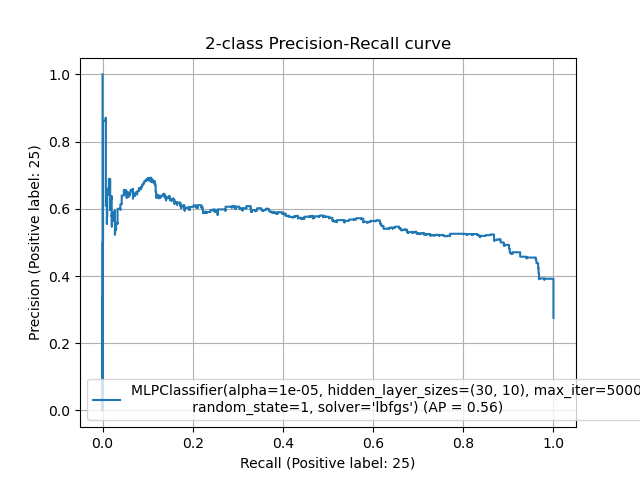 2-class Precision-Recall curve
1.0
0.8
0.6
0.4
0.2
0.0
Precision (Positive label: 25)
MLPClassifier(alpha=1e-05, hidden_layer_sizes=(30, 10), max_iter=5000
random_state=1, solver='lbfgs') (AP = 0.56)
0.0 0.2 0.4 0.6 0.8 1.0
Recall (Positive label: 25)